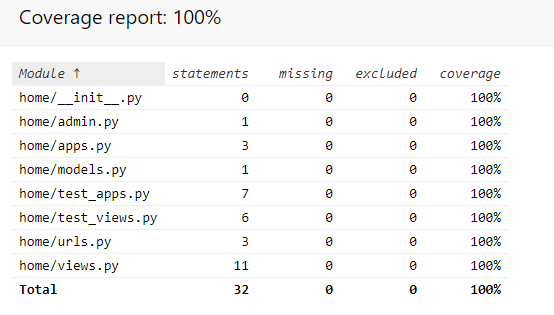 Coverage report: 100%
Module ↑ statements missing excluded coverage
home/__init__.py 0 0 0 100%
home/admin.py 1 0 0 100%
home/apps.py 3 0 0 100%
home/models.py 1 0 0 100%
home/test_apps.py 7 0 0 100%
home/test_views.py 6 0 0 100%
home/urls.py 3 0 0 100%
home/views.py 11 0 0 100%
Total 32 0 0 100%